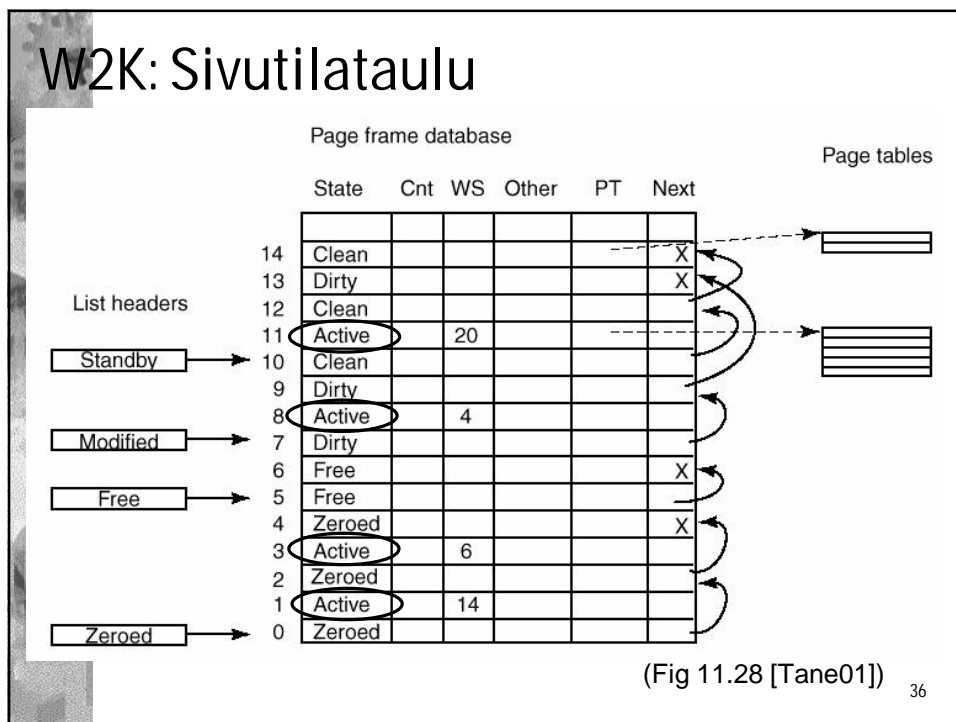 W2K: Sivutilataulu
Page frame database
Page tables
State Cnt WS Other PT Next
14 Clean X
13 Dirty X
List headers
12 Clean
11 Active 20
Standby 10 Clean
9 Dirty
8 Active 4
Modified 7 Dirty
6 Free X
Free 5 Free
4 Zeroed X
3 Active 6
2 Zeroed
1 Active 14
Zeroed 0 Zeroed
(Fig 11.28 [Tane01])
36